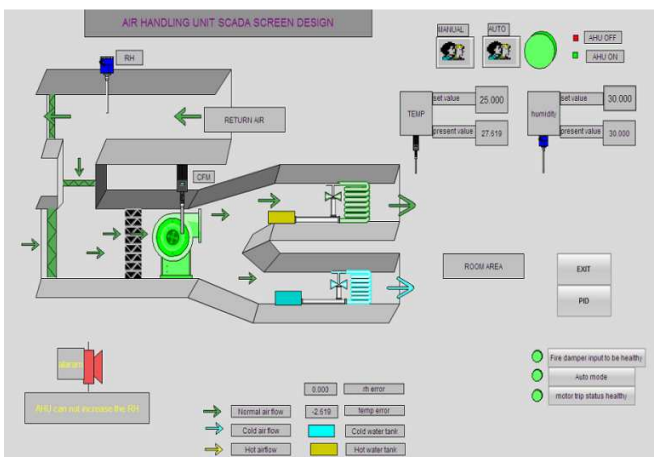 AIR HANDLING UNIT SCADA SCREEN DESIGN
MANUAL
AUTO
AHU OFF
AHU ON
RH
RETURN AIR
CFM
TEMP
set value
25.000
present value
27.619
humidity
set value
30.000
present value
30.000
ROOM AREA
EXIT
PID
alaram
AHU can not increase the RH
0.000
rh error
Normal air flow
-2.619
temp error
Cold air flow
Cold water tank
Hot airflow
Hot water tank
Fire damper input to be healthy
Auto mode
motor trip status healthy